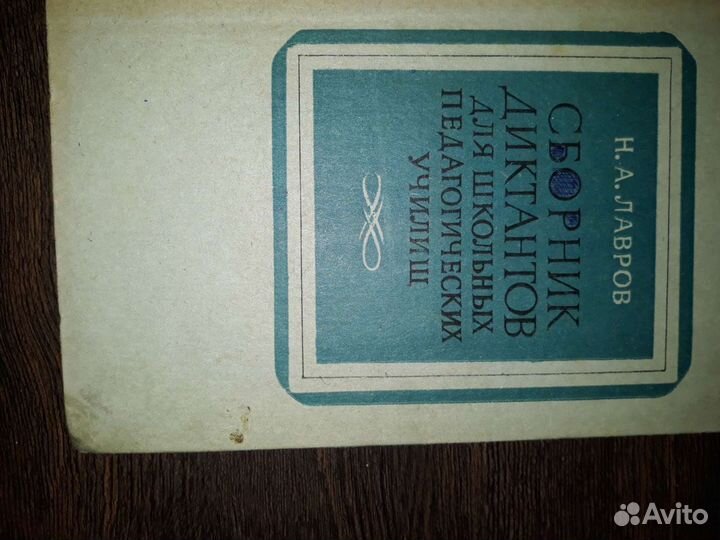 Н. А. ЛАВРОВ
СБОРНИК
ДИКТАНТОВ
ДЛЯ ШКОЛЬНЫХ
ПЕДАГОГИЧЕСКИХ
УЧИЛИЩ
Avito